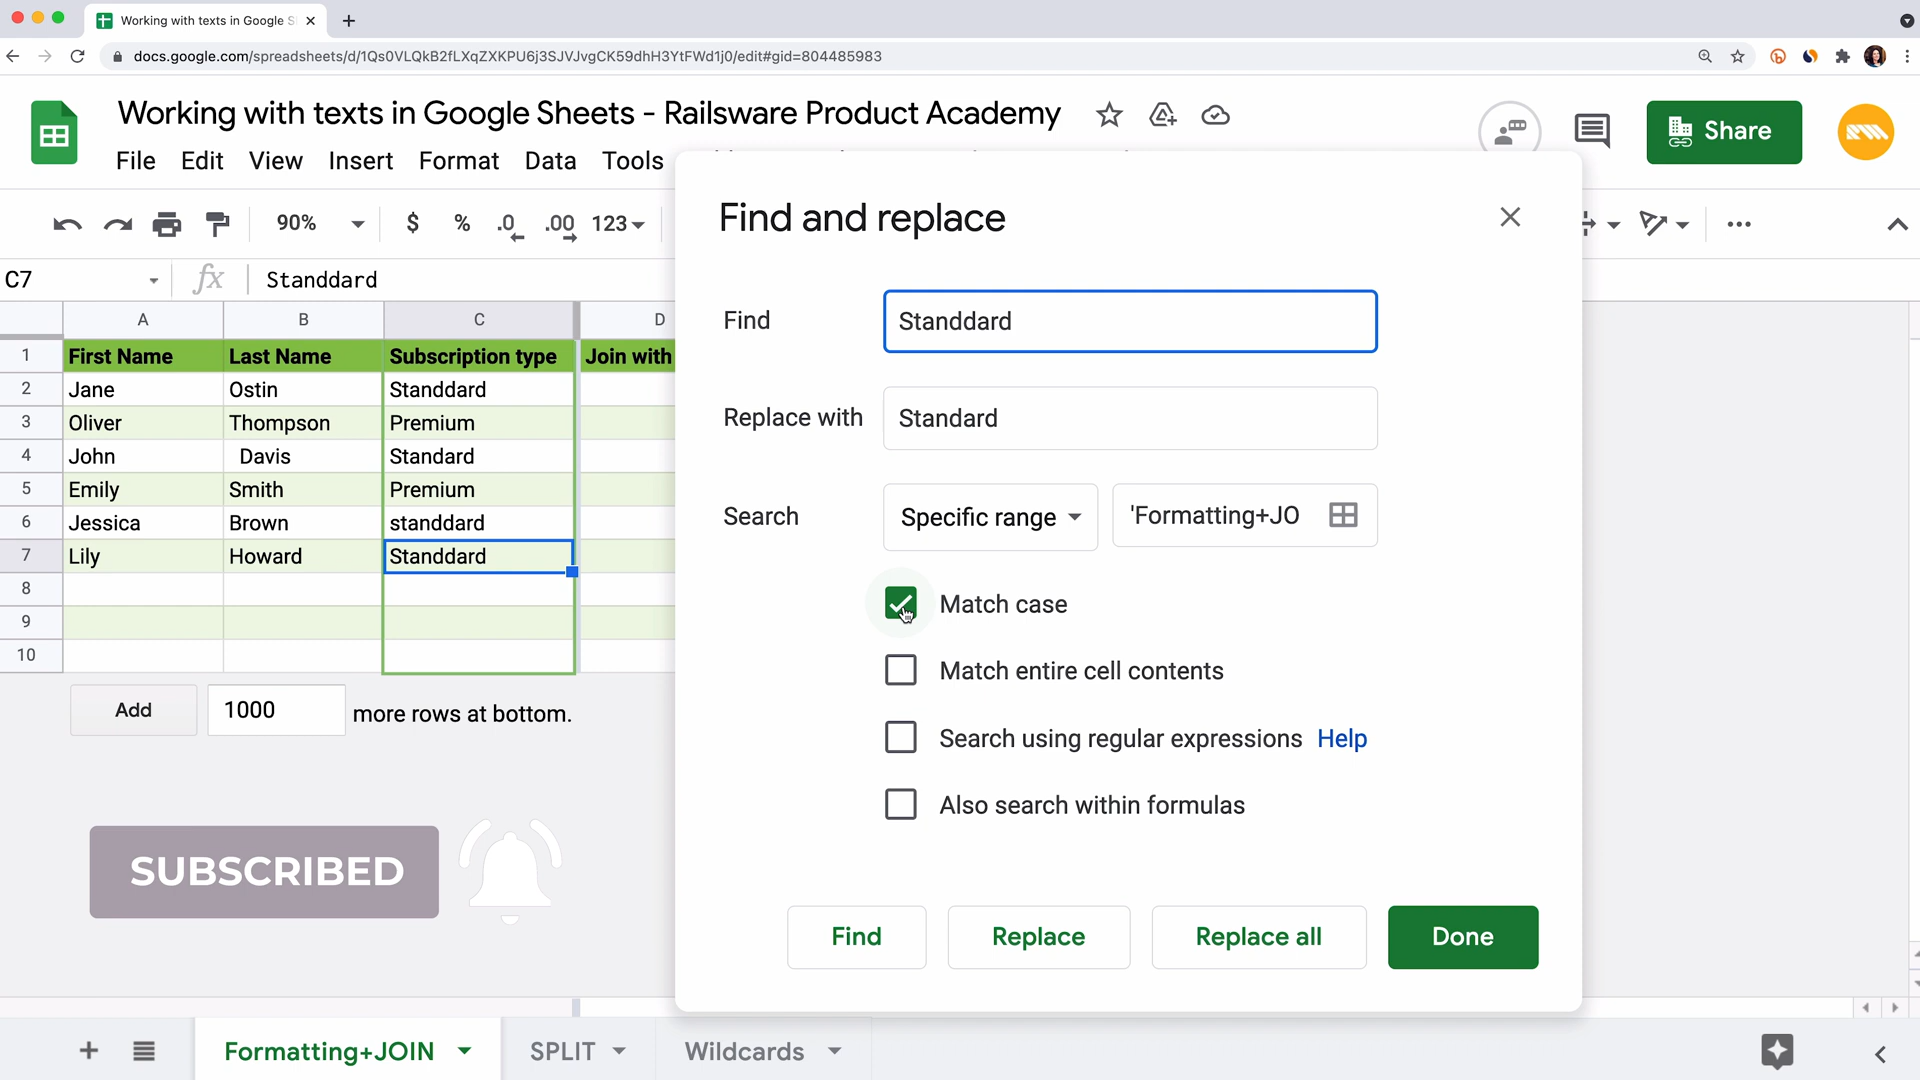 Working with texts in Google S
docs.google.com/spreadsheets/d/1Qs0VLQkB2fLXqZXKPU6j3SJVJvgCK59dhH3YtFWd1j0/edit#gid=804485983
Working with texts in Google Sheets - Railsware Product Academy
Share
File Edit View Insert Format Data Tools
90% $ % .0 .00 123
C7 fx Standdard
A B C D
1 First Name Last Name Subscription type Join with
2 Jane Ostin Standdard
3 Oliver Thompson Premium
4 John Davis Standard
5 Emily Smith Premium
6 Jessica Brown standdard
7 Lily Howard Standdard
8
9
10
Add 1000 more rows at bottom.
SUBSCRIBED
Find and replace
Find Standdard
Replace with Standard
Search Specific range 'Formatting+JO
Match case
Match entire cell contents
Search using regular expressions Help
Also search within formulas
Find Replace Replace all Done
Formatting+JOIN SPLIT Wildcards